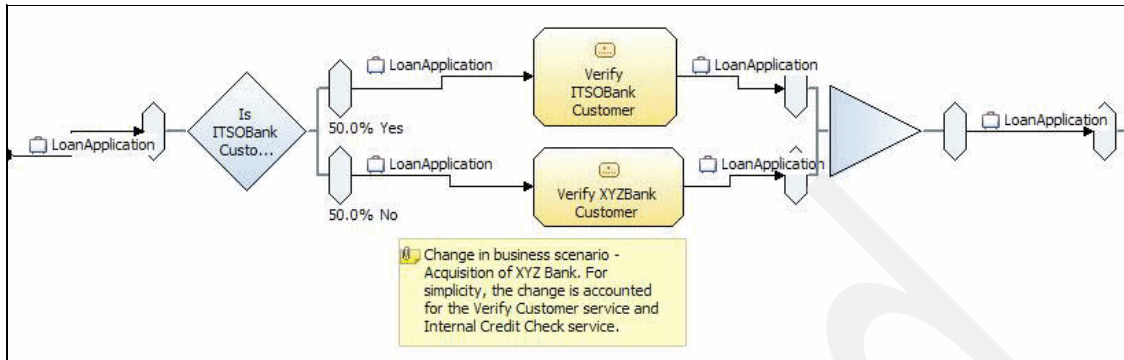 LoanApplication
Is
ITSOBank
Custo...
50.0% Yes
50.0% No
LoanApplication
LoanApplication
Verify
ITSOBank
Customer
Verify XYZBank
Customer
LoanApplication
LoanApplication
LoanApplication
Change in business scenario -
Acquisition of XYZ Bank. For
simplicity, the change is accounted
for the Verify Customer service and
Internal Credit Check service.